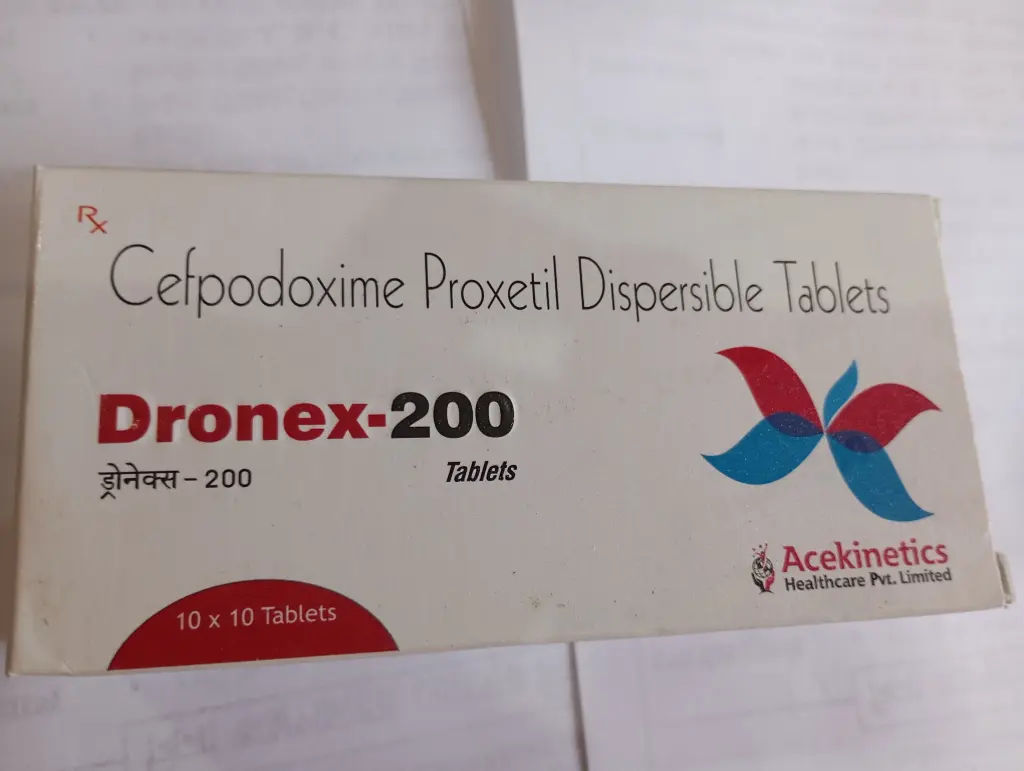 Rx
Cefpodoxime Proxetil Dispersible Tablets
Dronex-200
ड्रोनेक्स - 200
Tablets
Acekinetics
Healthcare Pvt. Limited
10 x 10 Tablets